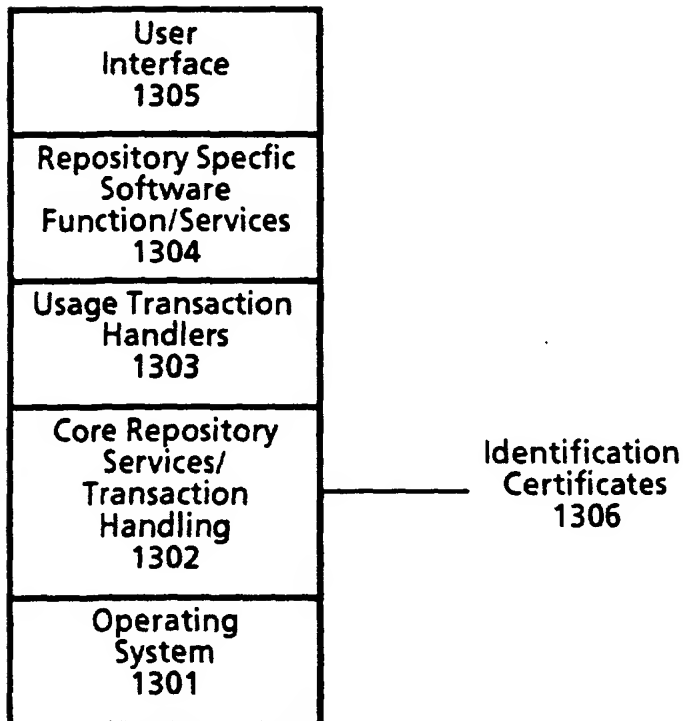 User
Interface
1305
Repository Specfic
Software
Function/Services
1304
Usage Transaction
Handlers
1303
Core Repository
Services/
Transaction
Handling
1302
Identification
Certificates
1306
Operating
System
1301